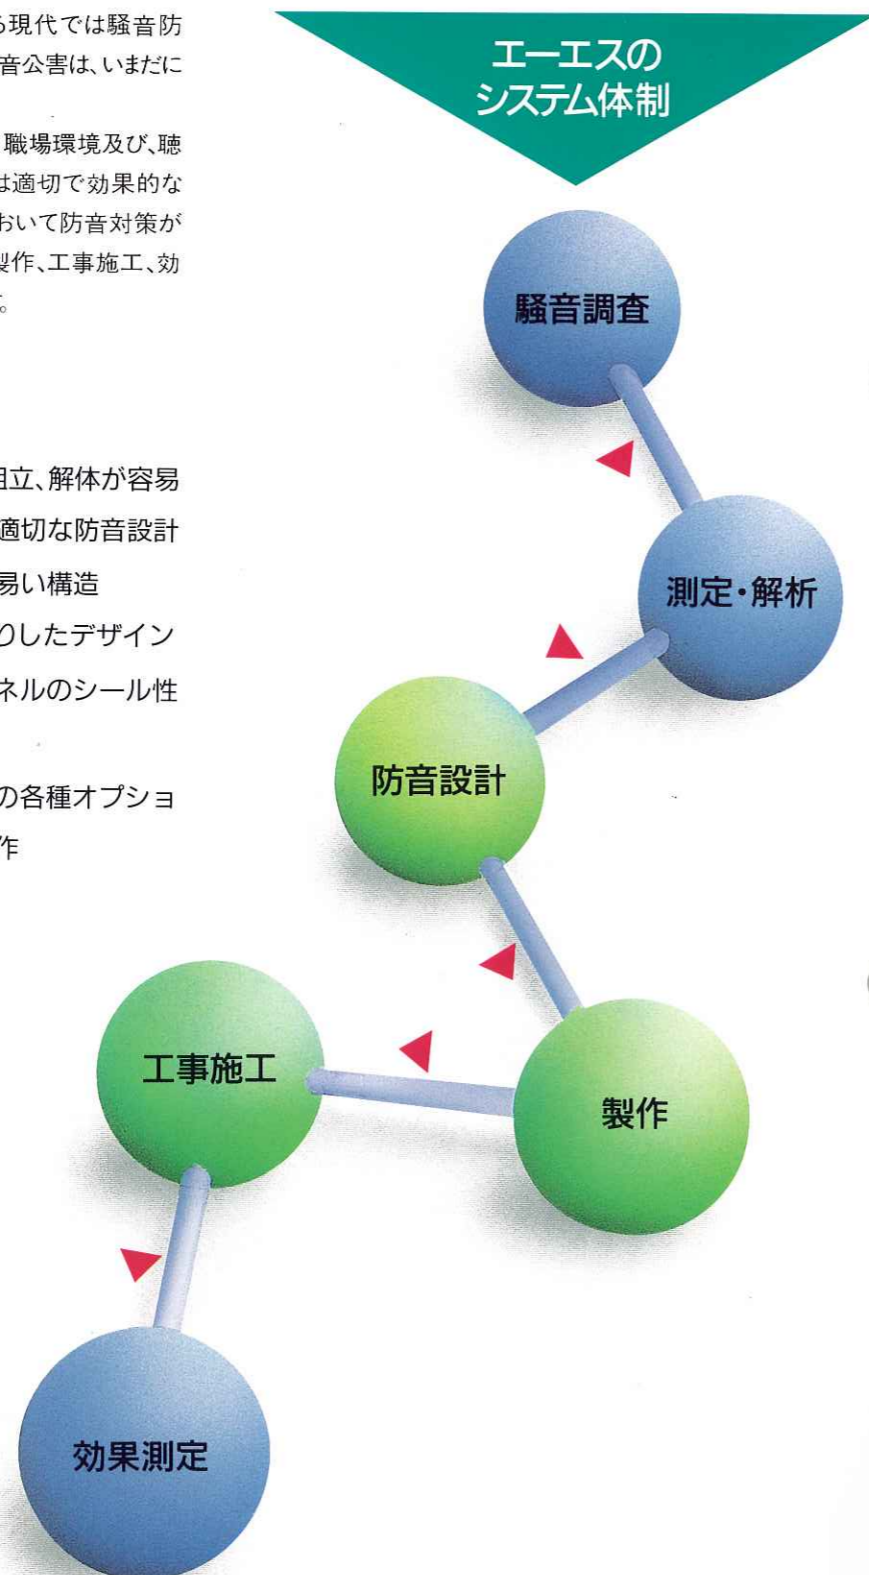 る現代では騒音防
音公害は、いまだに
職場環境及び、聴
は適切で効果的な
おいて防音対策が
製作、工事施工、効
。
組立、解体が容易
適切な防音設計
易い構造
りしたデザイン
ネルのシール性
の各種オプショ
作
エーエスの
システム体制
騒音調査
測定・解析
防音設計
製作
工事施工
効果測定